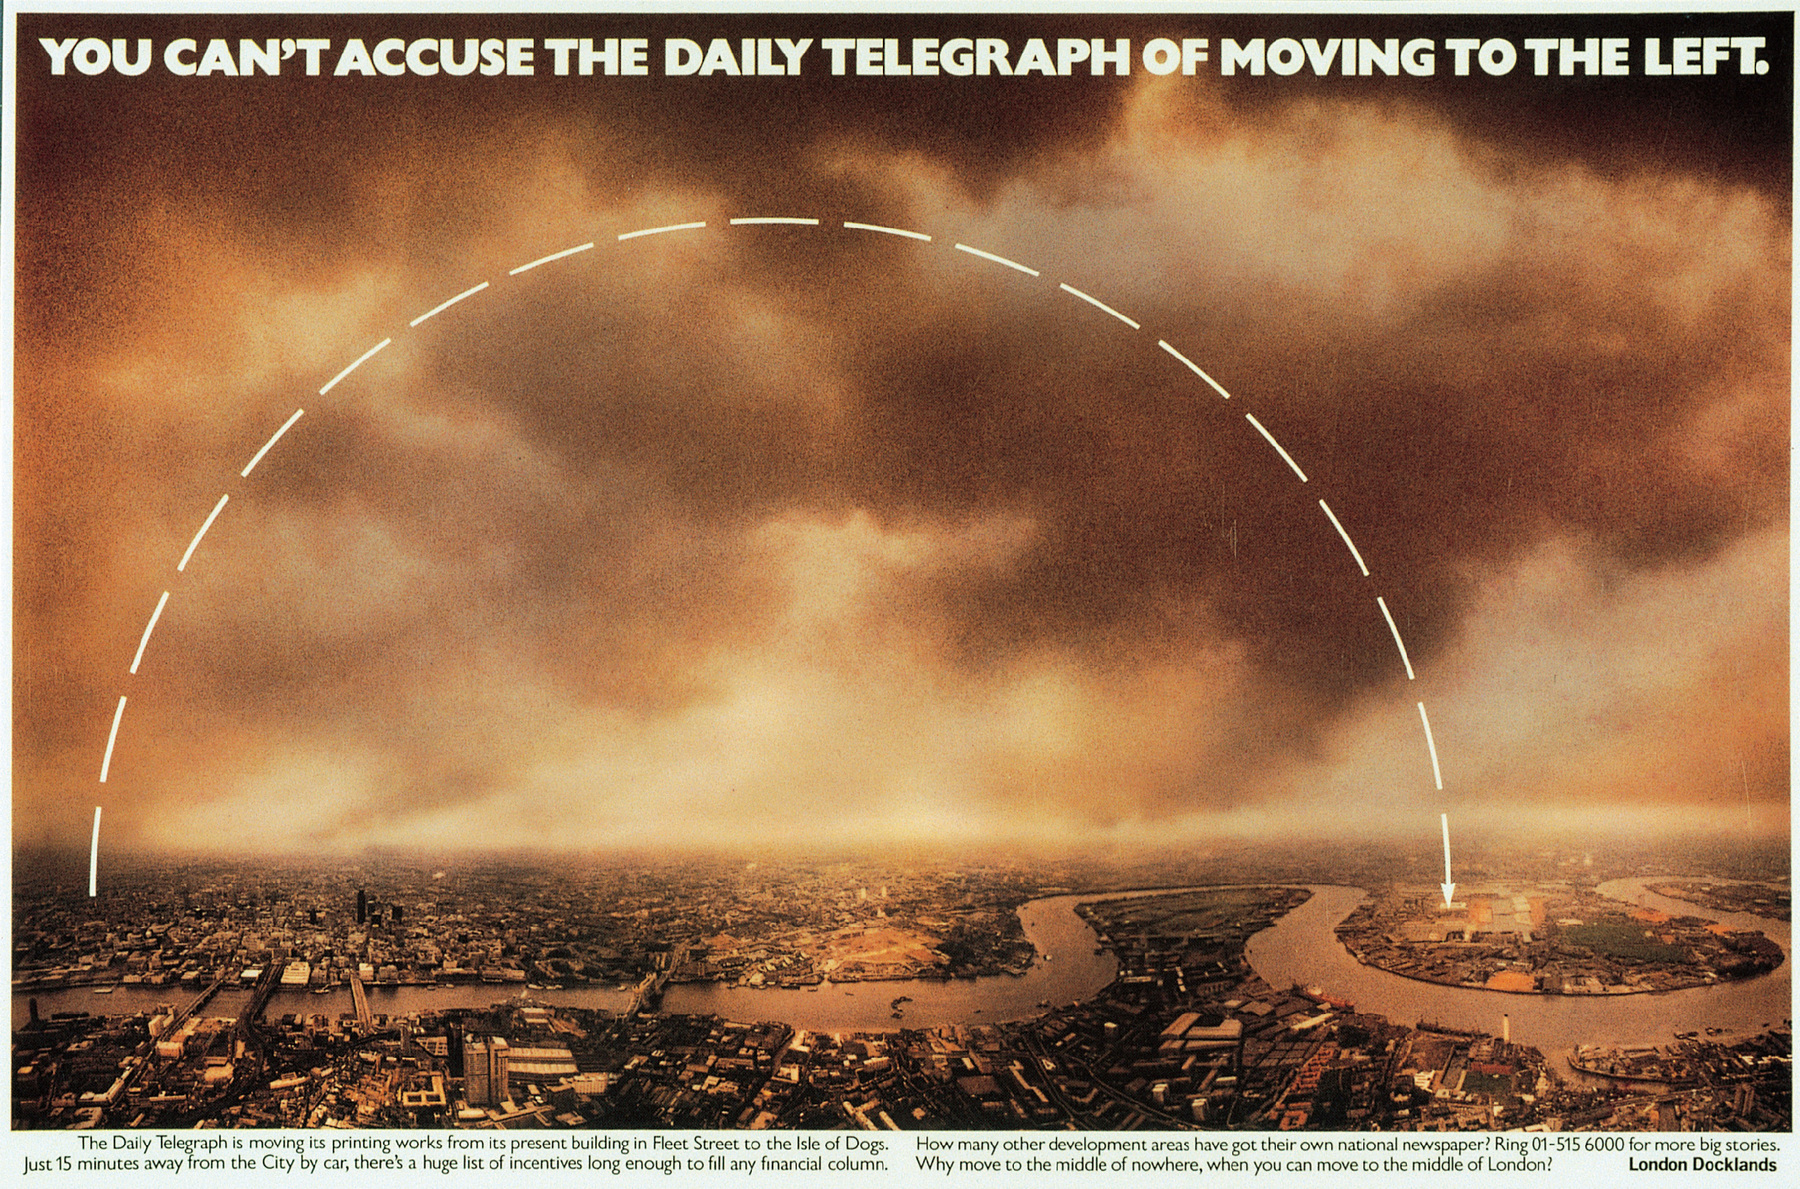 YOU CAN'T ACCUSE THE DAILY TELEGRAPH OF MOVING TO THE LEFT.
The Daily Telegraph is moving its printing works from its present building in Fleet Street to the Isle of Dogs.
Just 15 minutes away from the City by car, there's a huge list of incentives long enough to fill any financial column.
How many other development areas have got their own national newspaper? Ring 01-515 6000 for more big stories.
Why move to the middle of nowhere, when you can move to the middle of London?
London Docklands